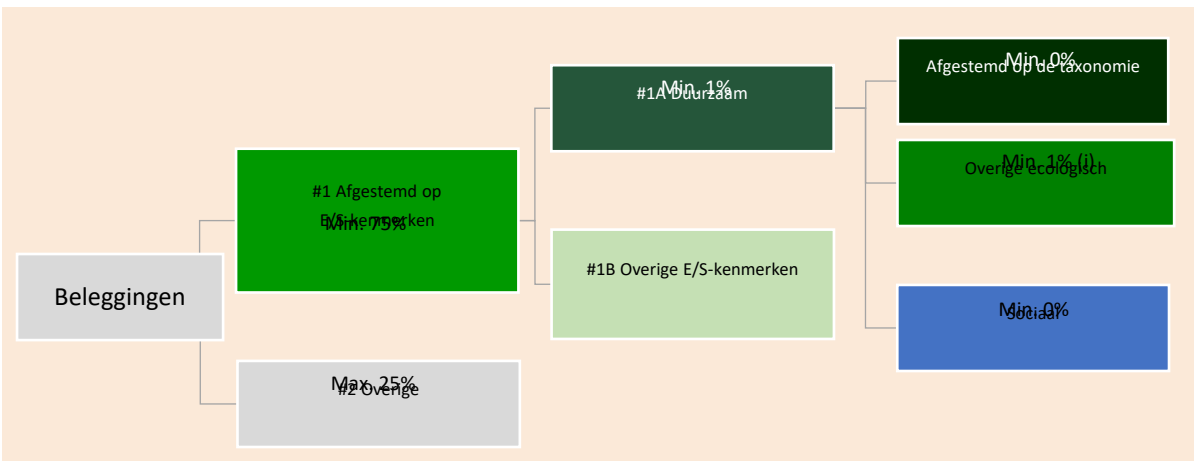 Beleggingen
#1 Afgestemd op
E/S-kenmerken
Min. 75%
Max. 25%
#2 Overige
Min. 1%
#1A Duurzaam
#1B Overige E/S-kenmerken
Min. 0%
Afgestemd op de taxonomie
Min. 1% (i)
Overige ecologisch
Min. 0%
Sociaal